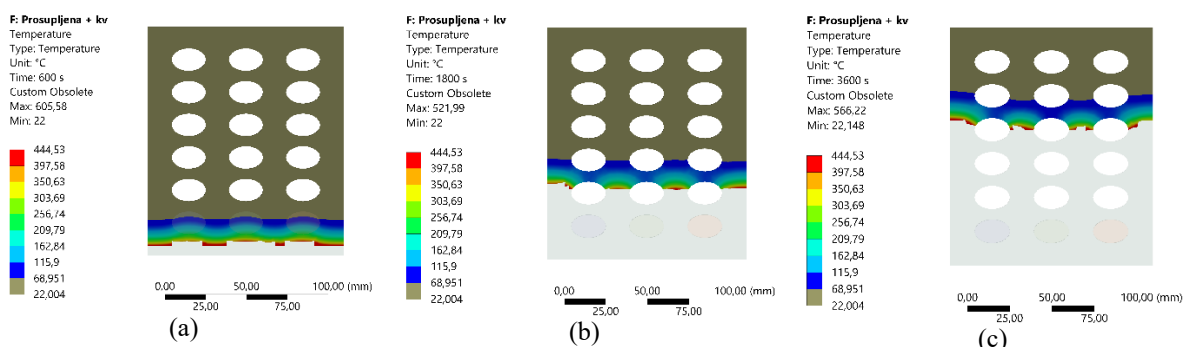 F: Prosupljena + kv
Temperature
Type: Temperature
Unit: °C
Time: 600 s
Custom Obsolete
Max: 605,58
Min: 22
444,53
397,58
350,63
303,69
256,74
209,79
162,84
115,9
68,951
22,004
0,00 50,00 100,00 (mm)
25,00 75,00
(a)
F: Prosupljena + kv
Temperature
Type: Temperature
Unit: °C
Time: 1800 s
Custom Obsolete
Max: 521,99
Min: 22
444,53
397,58
350,63
303,69
256,74
209,79
162,84
115,9
68,951
22,004
0,00 50,00 100,00 (mm)
25,00 75,00
(b)
F: Prosupljena + kv
Temperature
Type: Temperature
Unit: °C
Time: 3600 s
Custom Obsolete
Max: 566,22
Min: 22,148
444,53
397,58
350,63
303,69
256,74
209,79
162,84
115,9
68,951
22,004
0,00 50,00 100,00 (mm)
25,00 75,00
(c)